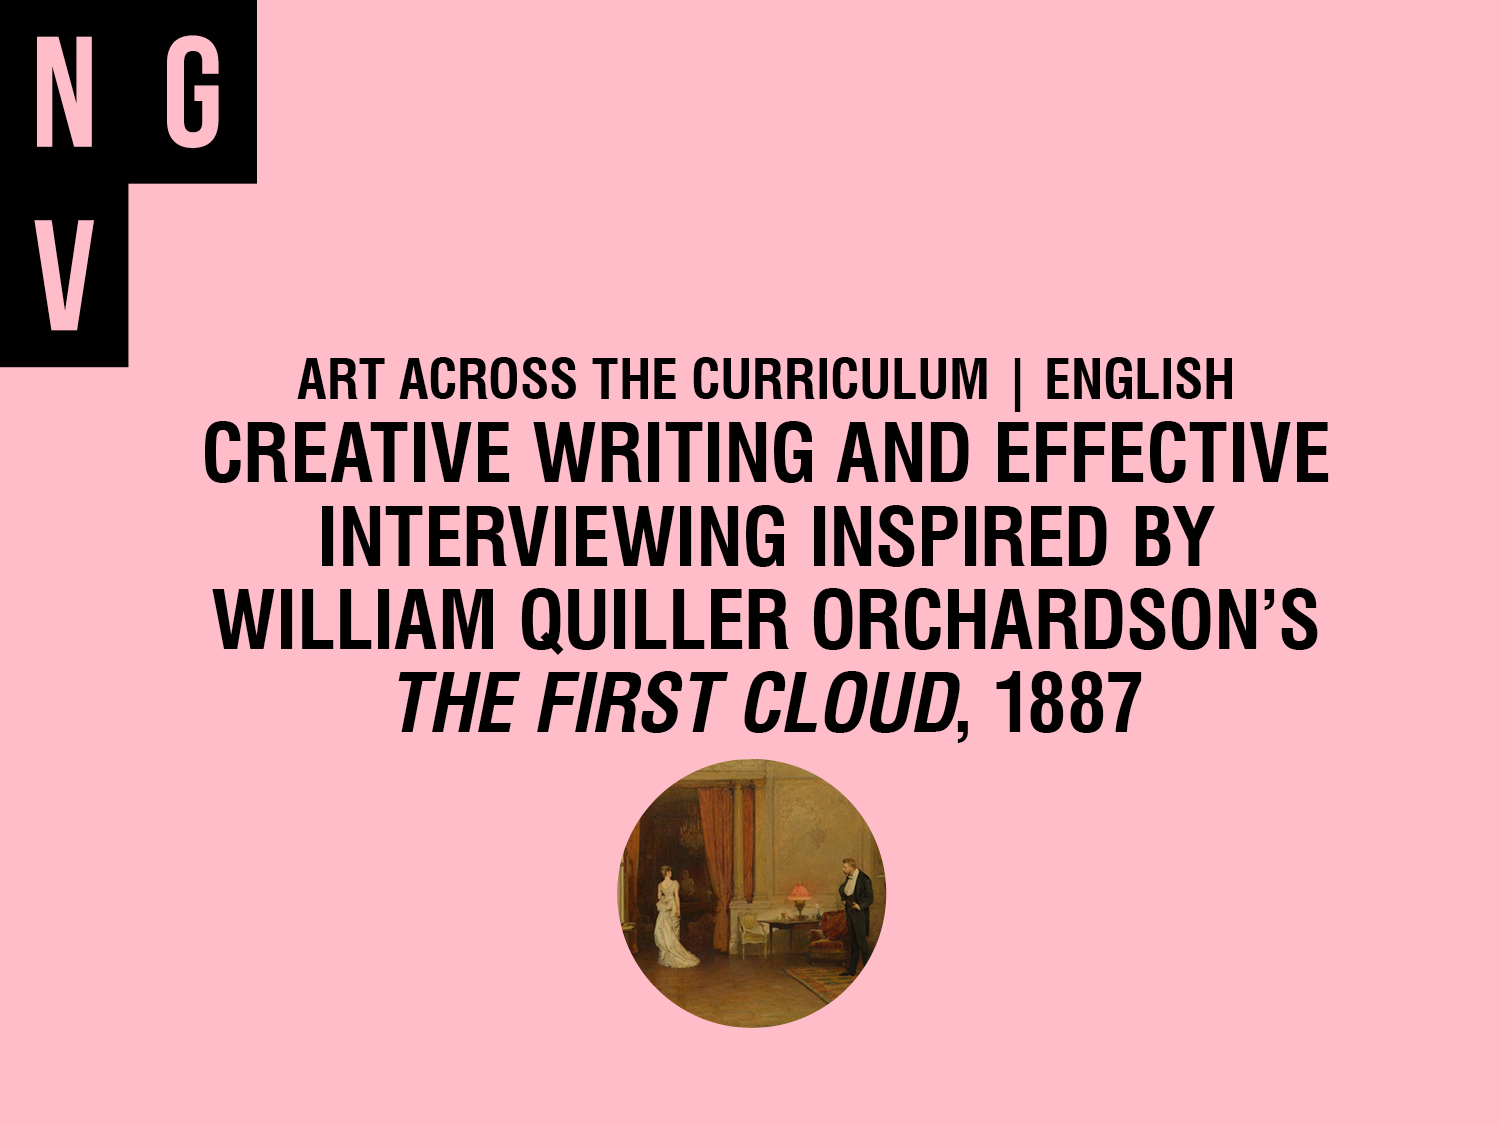 N G
V
ART ACROSS THE CURRICULUM | ENGLISH
CREATIVE WRITING AND EFFECTIVE
INTERVIEWING INSPIRED BY
WILLIAM QUILLER ORCHARDSON’S
THE FIRST CLOUD, 1887